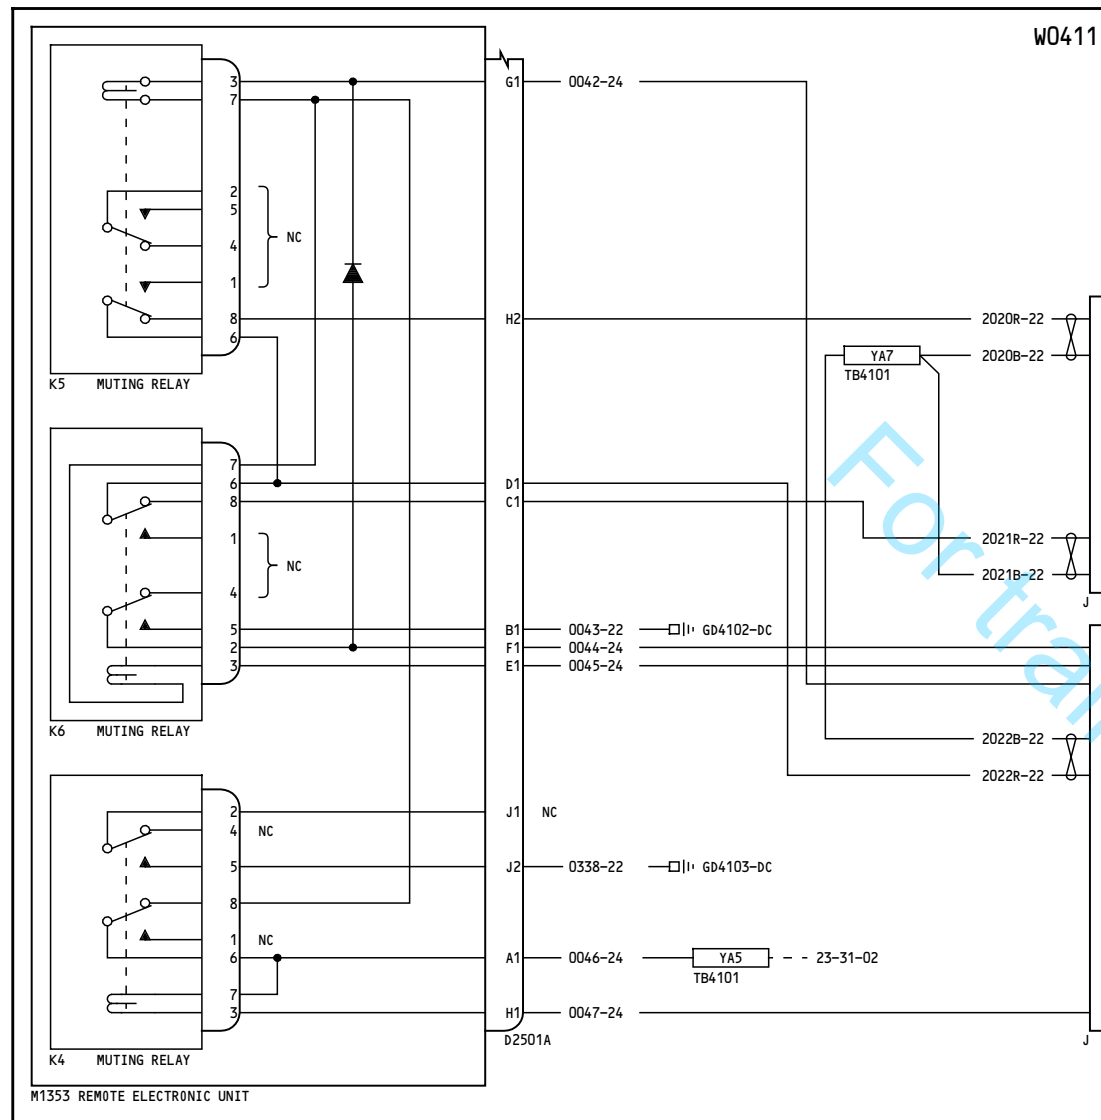 W0411
3 G1 0042-24
7
2
5
NC
4
1
8 H2 2020R-22
6
YA7 2020B-22
TB4101
K5 MUTING RELAY
7
6 D1
8 C1
1 2021R-22
NC
4 2021B-22
J
5 B1 0043-22 GD4102-DC
2 F1 0044-24
3 E1 0045-24
K6 MUTING RELAY
2022B-22
2022R-22
2 J1 NC
4 NC
5 J2 0338-22 GD4103-DC
8
1 NC
6 A1 0046-24 YA5 23-31-02
TB4101
7
3 H1 0047-24
D2501A J
K4 MUTING RELAY
M1353 REMOTE ELECTRONIC UNIT
For train